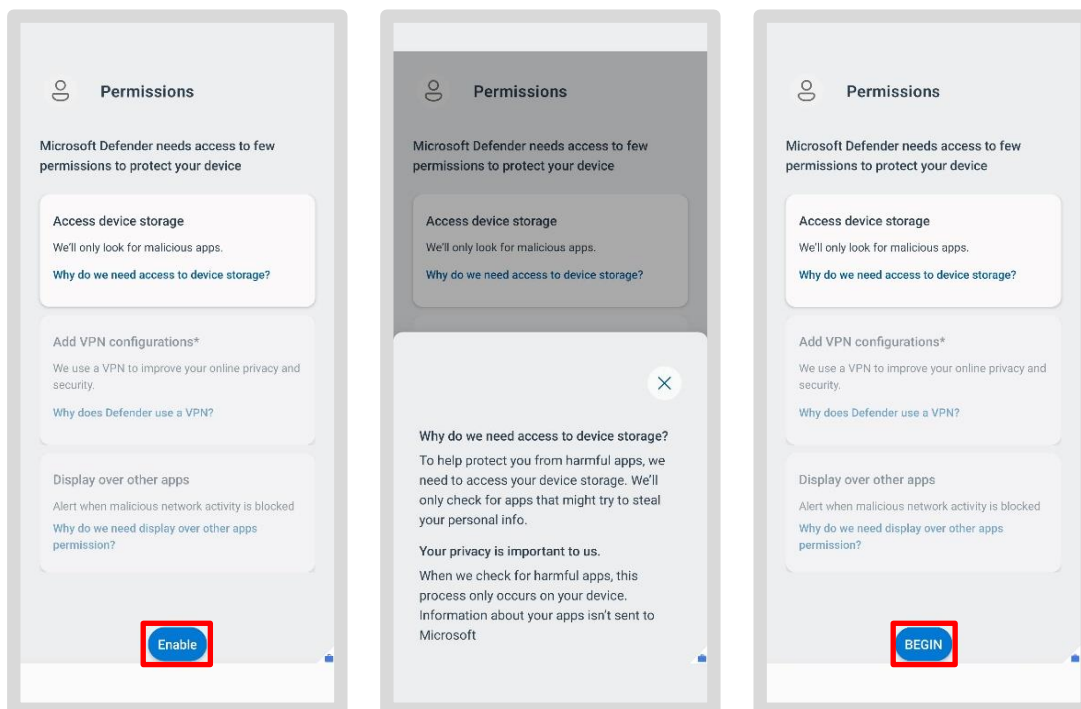 Permissions
Microsoft Defender needs access to few
permissions to protect your device
Access device storage
We'll only look for malicious apps.
Why do we need access to device storage?
Add VPN configurations*
We use a VPN to improve your online privacy and
security.
Why does Defender use a VPN?
Display over other apps
Alert when malicious network activity is blocked
Why do we need display over other apps
permission?
Enable
Permissions
Microsoft Defender needs access to few
permissions to protect your device
Access device storage
We'll only look for malicious apps.
Why do we need access to device storage?
Why do we need access to device storage?
To help protect you from harmful apps, we
need to access your device storage. We'll
only check for apps that might try to steal
your personal info.
Your privacy is important to us.
When we check for harmful apps, this
process only occurs on your device.
Information about your apps isn't sent to
Microsoft
Permissions
Microsoft Defender needs access to few
permissions to protect your device
Access device storage
We'll only look for malicious apps.
Why do we need access to device storage?
Add VPN configurations*
We use a VPN to improve your online privacy and
security.
Why does Defender use a VPN?
Display over other apps
Alert when malicious network activity is blocked
Why do we need display over other apps
permission?
BEGIN